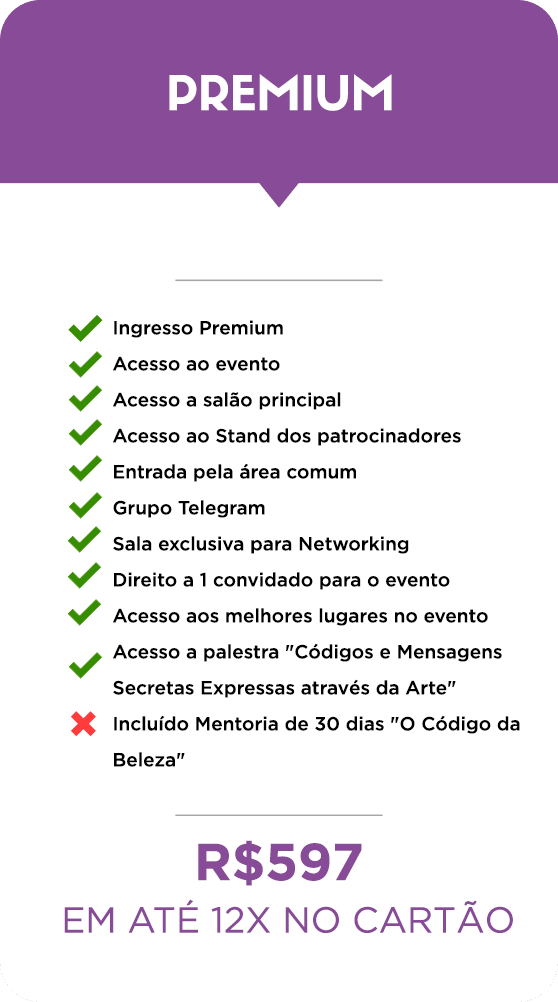 PREMIUM
Ingresso Premium
Acesso ao evento
Acesso a salão principal
Acesso ao Stand dos patrocinadores
Entrada pela área comum
Grupo Telegram
Sala exclusiva para Networking
Direito a 1 convidado para o evento
Acesso aos melhores lugares no evento
Acesso a palestra "Códigos e Mensagens
Secretas Expressas através da Arte"
Incluído Mentoria de 30 dias "O Código da
Beleza"
R$597
EM ATÉ 12X NO CARTÃO